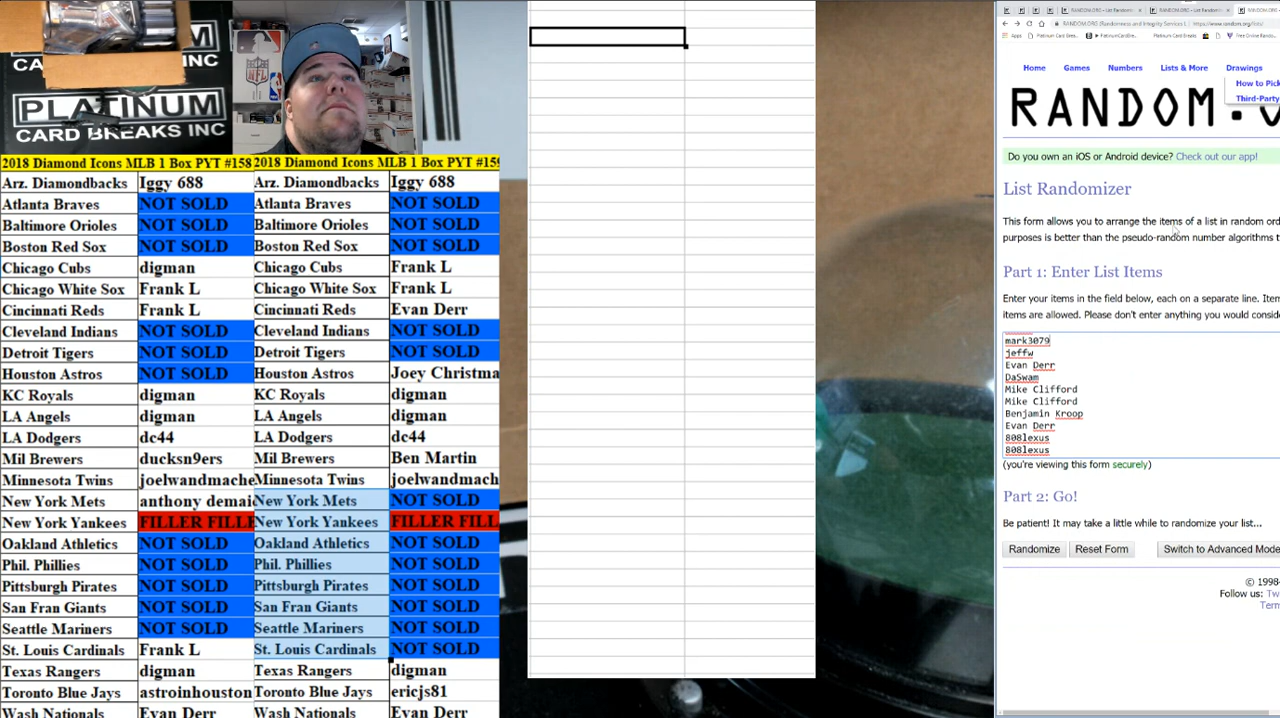 PLATINUM
CARD BREAKS INC
MLB
NFL
2018 Diamond Icons MLB 1 Box PYT #158
Arz. Diamondbacks Iggy 688
Atlanta Braves NOT SOLD
Baltimore Orioles NOT SOLD
Boston Red Sox NOT SOLD
Chicago Cubs digman
Chicago White Sox Frank L
Cincinnati Reds Frank L
Cleveland Indians NOT SOLD
Detroit Tigers NOT SOLD
Houston Astros NOT SOLD
KC Royals digman
LA Angels digman
LA Dodgers dc44
Mil Brewers ducksn9ers
Minnesota Twins joelwandmache
New York Mets anthony demaic
New York Yankees FILLER FILLE
Oakland Athletics NOT SOLD
Phil. Phillies NOT SOLD
Pittsburgh Pirates NOT SOLD
San Fran Giants NOT SOLD
Seattle Mariners NOT SOLD
St. Louis Cardinals Frank L
Texas Rangers digman
Toronto Blue Jays astroinhouston
Wash Nationals Evan Derr
2018 Diamond Icons MLB 1 Box PYT #159
Arz. Diamondbacks Iggy 688
Atlanta Braves NOT SOLD
Baltimore Orioles NOT SOLD
Boston Red Sox NOT SOLD
Chicago Cubs Frank L
Chicago White Sox Frank L
Cincinnati Reds Evan Derr
Cleveland Indians NOT SOLD
Detroit Tigers NOT SOLD
Houston Astros Joey Christma
KC Royals digman
LA Angels digman
LA Dodgers dc44
Mil Brewers Ben Martin
Minnesota Twins joelwandmach
New York Mets NOT SOLD
New York Yankees FILLER FILL
Oakland Athletics NOT SOLD
Phil. Phillies NOT SOLD
Pittsburgh Pirates NOT SOLD
San Fran Giants NOT SOLD
Seattle Mariners NOT SOLD
St. Louis Cardinals NOT SOLD
Texas Rangers digman
Toronto Blue Jays ericjs81
Wash Nationals Evan Derr
Home Games Numbers Lists & More Drawings
How to Pick
Third-Party
RANDOM.O
Do you own an iOS or Android device? Check out our app!
List Randomizer
This form allows you to arrange the items of a list in random ord
purposes is better than the pseudo-random number algorithms t
Part 1: Enter List Items
Enter your items in the field below, each on a separate line. Item
items are allowed. Please don't enter anything you would conside
mark3079
jeffw
Evan Derr
DaSwam
Mike Clifford
Mike Clifford
Benjamin Kroop
Evan Derr
808lexus
808lexus
(you're viewing this form securely)
Part 2: Go!
Be patient! It may take a little while to randomize your list...
Randomize Reset Form Switch to Advanced Mode
© 1998-
Follow us: Tw
Term